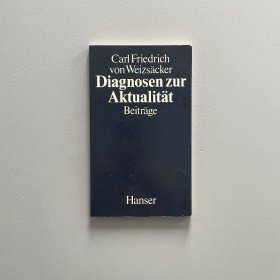 Carl Friedrich
von Weizsäcker
Diagnosen zur
Aktualität
Beiträge
Hanser